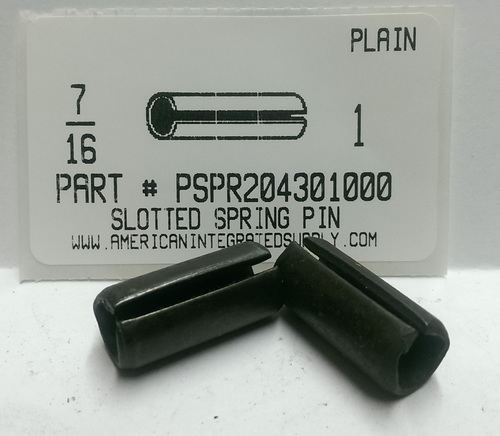 PLAIN
7/16
1
PART # PSPR204301000
SLOTTED SPRING PIN
WWW.AMERICANINTEGRATEDSUPPLY.COM